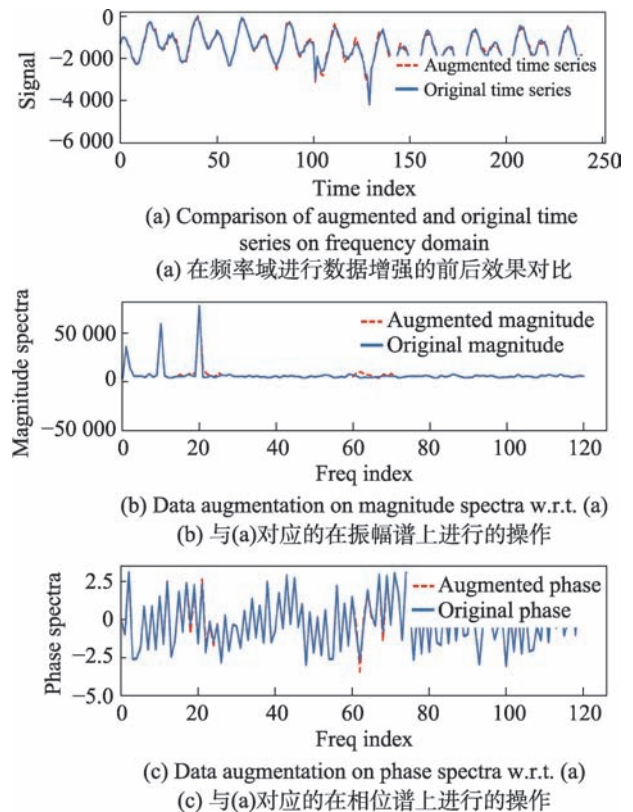 0
−2 000
−4 000
−6 000
Signal
Augmented time series
Original time series
0 50 100 150 200 250
Time index
(a) Comparison of augmented and original time
series on frequency domain
(a) 在频率域进行数据增强的前后效果对比
50 000
0
−50 000
Magnitude spectra
Augmented magnitude
Original magnitude
0 20 40 60 80 100 120
Freq index
(b) Data augmentation on magnitude spectra w.r.t. (a)
(b) 与(a)对应的在振幅谱上进行的操作
2.5
0
−2.5
−5.0
Phase spectra
Augmented phase
Original phase
0 20 40 60 80 100 120
Freq index
(c) Data augmentation on phase spectra w.r.t. (a)
(c) 与(a)对应的在相位谱上进行的操作